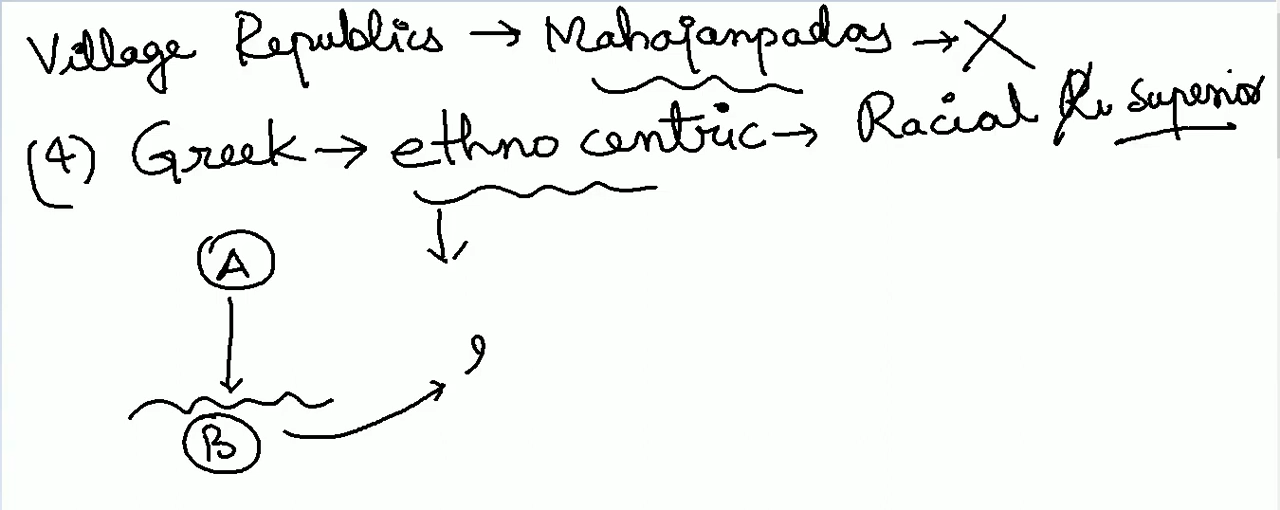 Village Republics → Mahajanpadas → X
(4) Greek → ethno centric → Racial superior
A
B